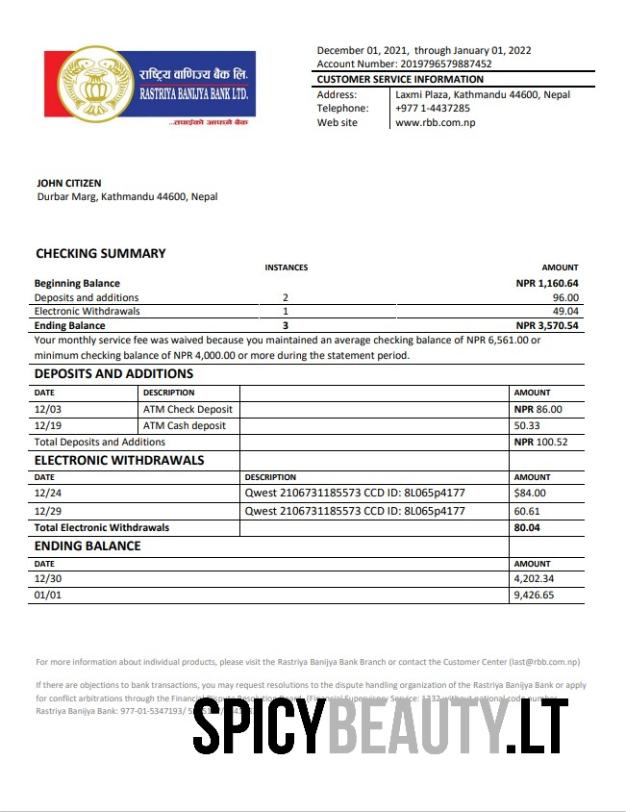 राष्ट्रिय वाणिज्य बैंक लि.
RASTRIYA BANIJYA BANK LTD.
...तपाईंको आफ्नै बैंक
December 01, 2021, through January 01, 2022
Account Number: 2019796579887452
CUSTOMER SERVICE INFORMATION
Address: Laxmi Plaza, Kathmandu 44600, Nepal
Telephone: +977 1-4437285
Web site www.rbb.com.np
JOHN CITIZEN
Durbar Marg, Kathmandu 44600, Nepal
CHECKING SUMMARY
INSTANCES AMOUNT
Beginning Balance NPR 1,160.64
Deposits and additions 2 96.00
Electronic Withdrawals 1 49.04
Ending Balance 3 NPR 3,570.54
Your monthly service fee was waived because you maintained an average checking balance of NPR 6,561.00 or
minimum checking balance of NPR 4,000.00 or more during the statement period.
DEPOSITS AND ADDITIONS
DATE DESCRIPTION AMOUNT
12/03 ATM Check Deposit NPR 86.00
12/19 ATM Cash deposit 50.33
Total Deposits and Additions NPR 100.52
ELECTRONIC WITHDRAWALS
DATE DESCRIPTION AMOUNT
12/24 Qwest 2106731185573 CCD ID: 8L065p4177 $84.00
12/29 Qwest 2106731185573 CCD ID: 8L065p4177 60.61
Total Electronic Withdrawals 80.04
ENDING BALANCE
DATE AMOUNT
12/30 4,202.34
01/01 9,426.65
For more information about individual products, please visit the Rastriya Banijya Bank Branch or contact the Customer Center (last@rbb.com.np)
If there are objections to bank transactions, you may request resolutions to the dispute handling organization of the Rastriya Banijya Bank or apply
for conflict arbitrations through the Financial Dispute Resolution Board. (Financial Supervisory Service: 1332 without national code number,
Rastriya Banijya Bank: 977-01-5347193/
SPICYBEAUTY.LT